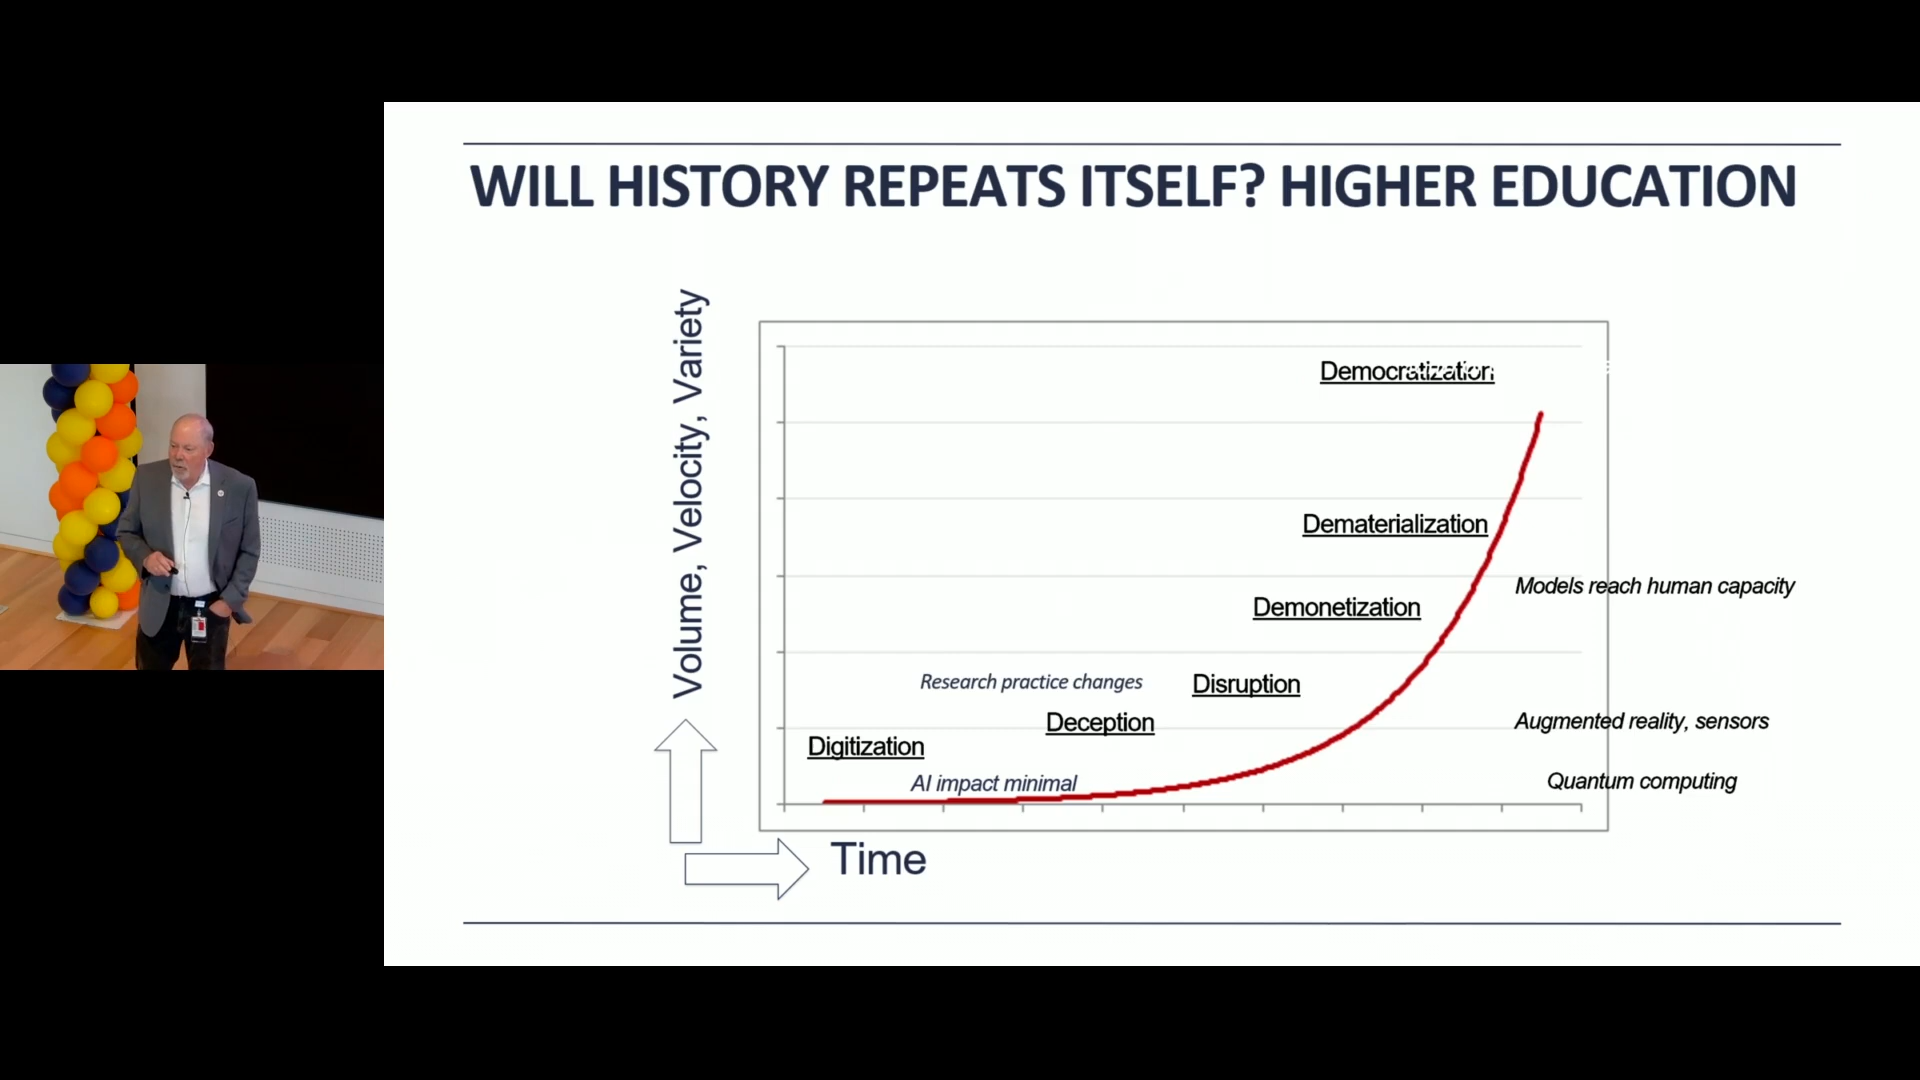 WILL HISTORY REPEATS ITSELF? HIGHER EDUCATION
Volume, Velocity, Variety
Democratization
Dematerialization
Models reach human capacity
Demonetization
Research practice changes
Disruption
Deception
Augmented reality, sensors
Digitization
AI impact minimal
Quantum computing
Time